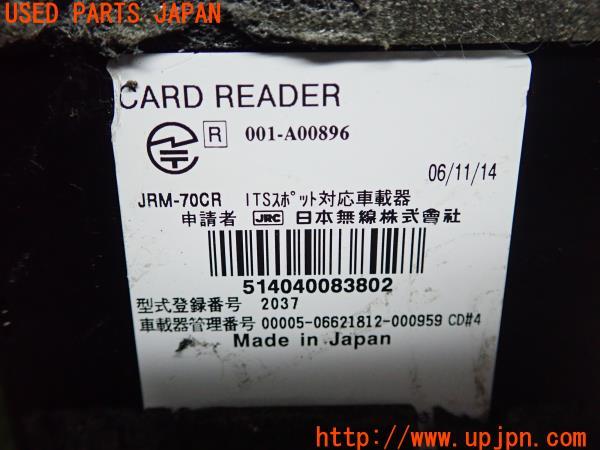 USED PARTS JAPAN
CARD READER
R 001-A00896
06/11/14
JRM-70CR ITSスポット対応車載器
申請者 JRC 日本無線株式會社
514040083802
型式登録番号 2037
車載器管理番号 00005-06621812-000959 CD#4
Made in Japan
http://www.upjpn.com/